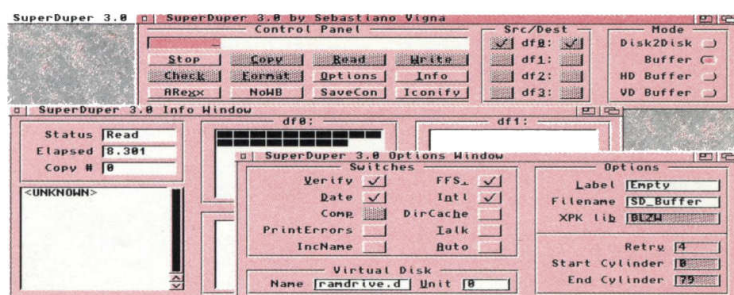 SuperDuper 3.0
SuperDuper 3.0 by Sebastiano Vigna
Control Panel
Stop Copy Read Write
Check Format Options Info
ARexx NoWB SaveCon Iconify
Src/Dest
df0:
df1:
df2:
df3:
Mode
Disk2Disk
Buffer
HD Buffer
VD Buffer
SuperDuper 3.0 Info Window
Status Read
Elapsed 8.301
Copy # 0
<UNKNOWN>
df0:
df1:
SuperDuper 3.0 Options Window
Switches
Verify FFS
Date Intl
Comp DirCache
PrintErrors Talk
IncName Auto
Virtual Disk
Name ramdrive.d Unit 0
Options
Label Empty
Filename SD_Buffer
XPK lib BLZW
Retry 4
Start Cylinder 0
End Cylinder 79